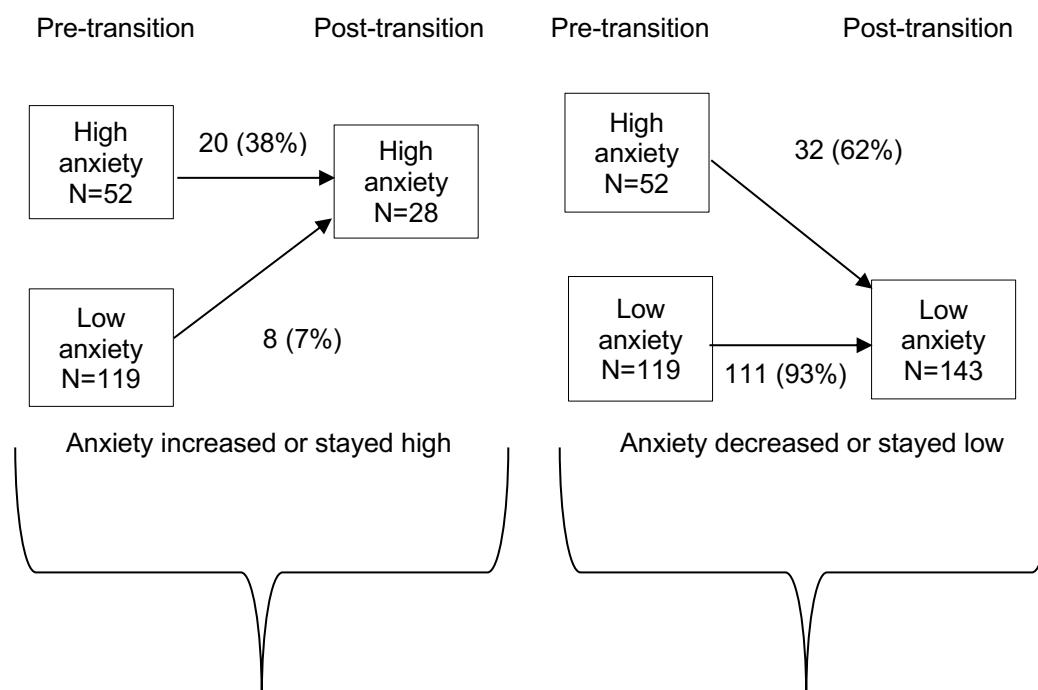 Pre-transition
Post-transition
Pre-transition
Post-transition
High
anxiety
N=52
20 (38%)
High
anxiety
N=28
Low
anxiety
N=119
8 (7%)
Anxiety increased or stayed high
High
anxiety
N=52
32 (62%)
Low
anxiety
N=119
111 (93%)
Low
anxiety
N=143
Anxiety decreased or stayed low